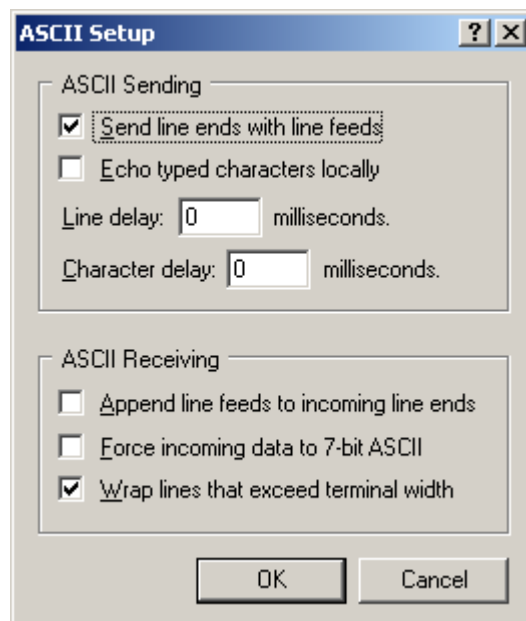 ASCII Setup
ASCII Sending
Send line ends with line feeds
Echo typed characters locally
Line delay: 0 milliseconds.
Character delay: 0 milliseconds.
ASCII Receiving
Append line feeds to incoming line ends
Force incoming data to 7-bit ASCII
Wrap lines that exceed terminal width
OK Cancel